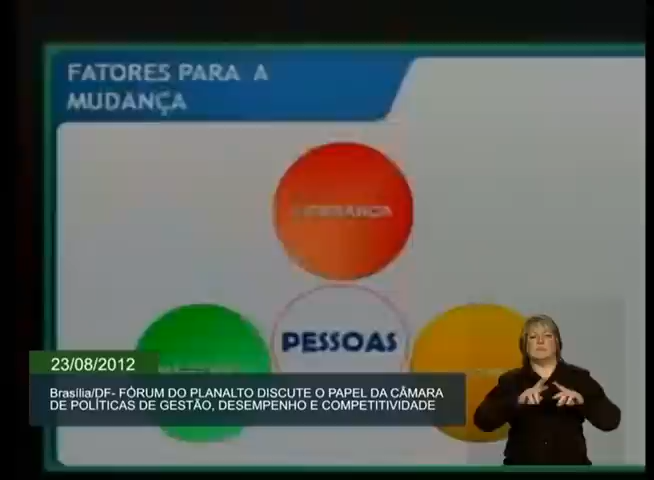 FATORES PARA A
MUDANÇA
LIDERANÇA
PESSOAS
23/08/2012
Brasília/DF- FÓRUM DO PLANALTO DISCUTE O PAPEL DA CÂMARA
DE POLÍTICAS DE GESTÃO, DESEMPENHO E COMPETITIVIDADE